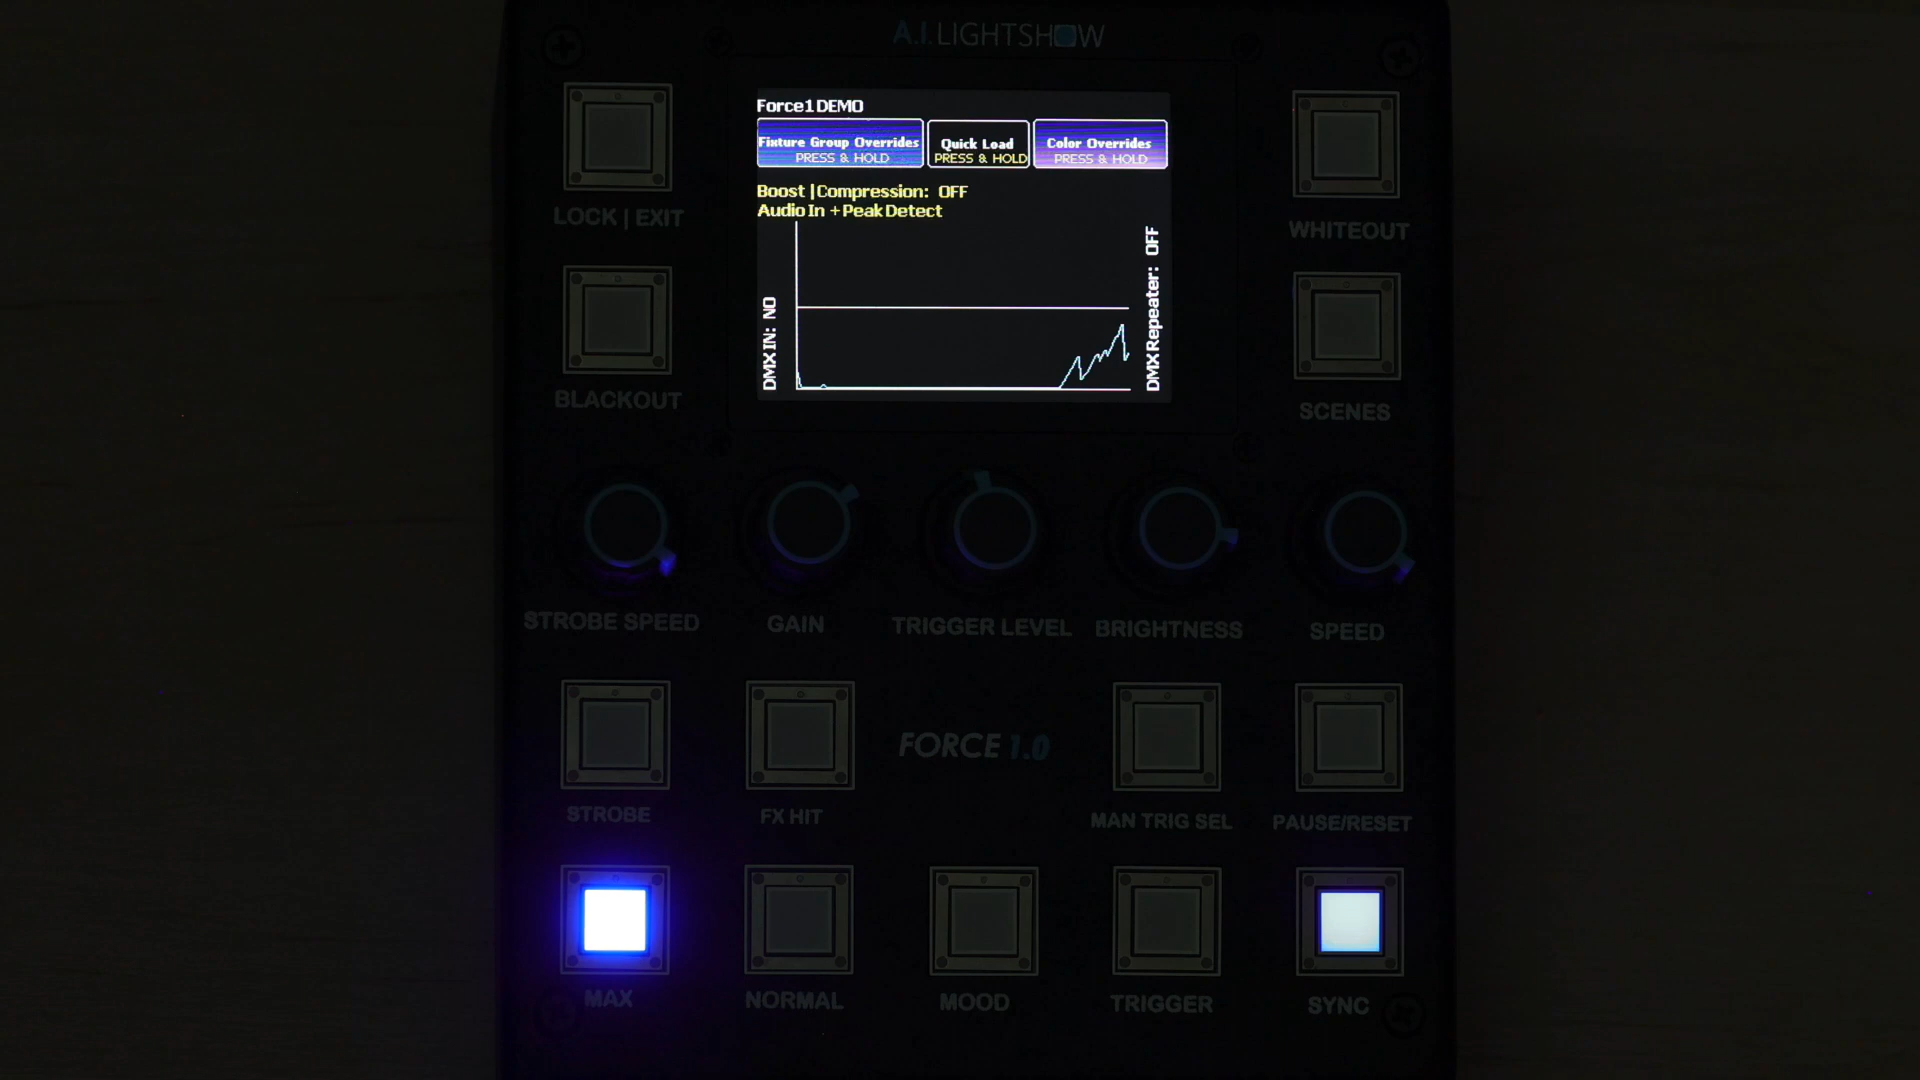 A.I.LIGHTSHOW
Force1 DEMO
Fixture Group Overrides
PRESS & HOLD
Quick Load
PRESS & HOLD
Color Overrides
PRESS & HOLD
Boost | Compression: OFF
Audio In + Peak Detect
DMX IN: NO
DMX Repeater: OFF
LOCK | EXIT
WHITEOUT
BLACKOUT
SCENES
STROBE SPEED
GAIN
TRIGGER LEVEL
BRIGHTNESS
SPEED
FORCE 1.0
STROBE
FX HIT
MAN TRIG SEL
PAUSE/RESET
MAX
NORMAL
MOOD
TRIGGER
SYNC